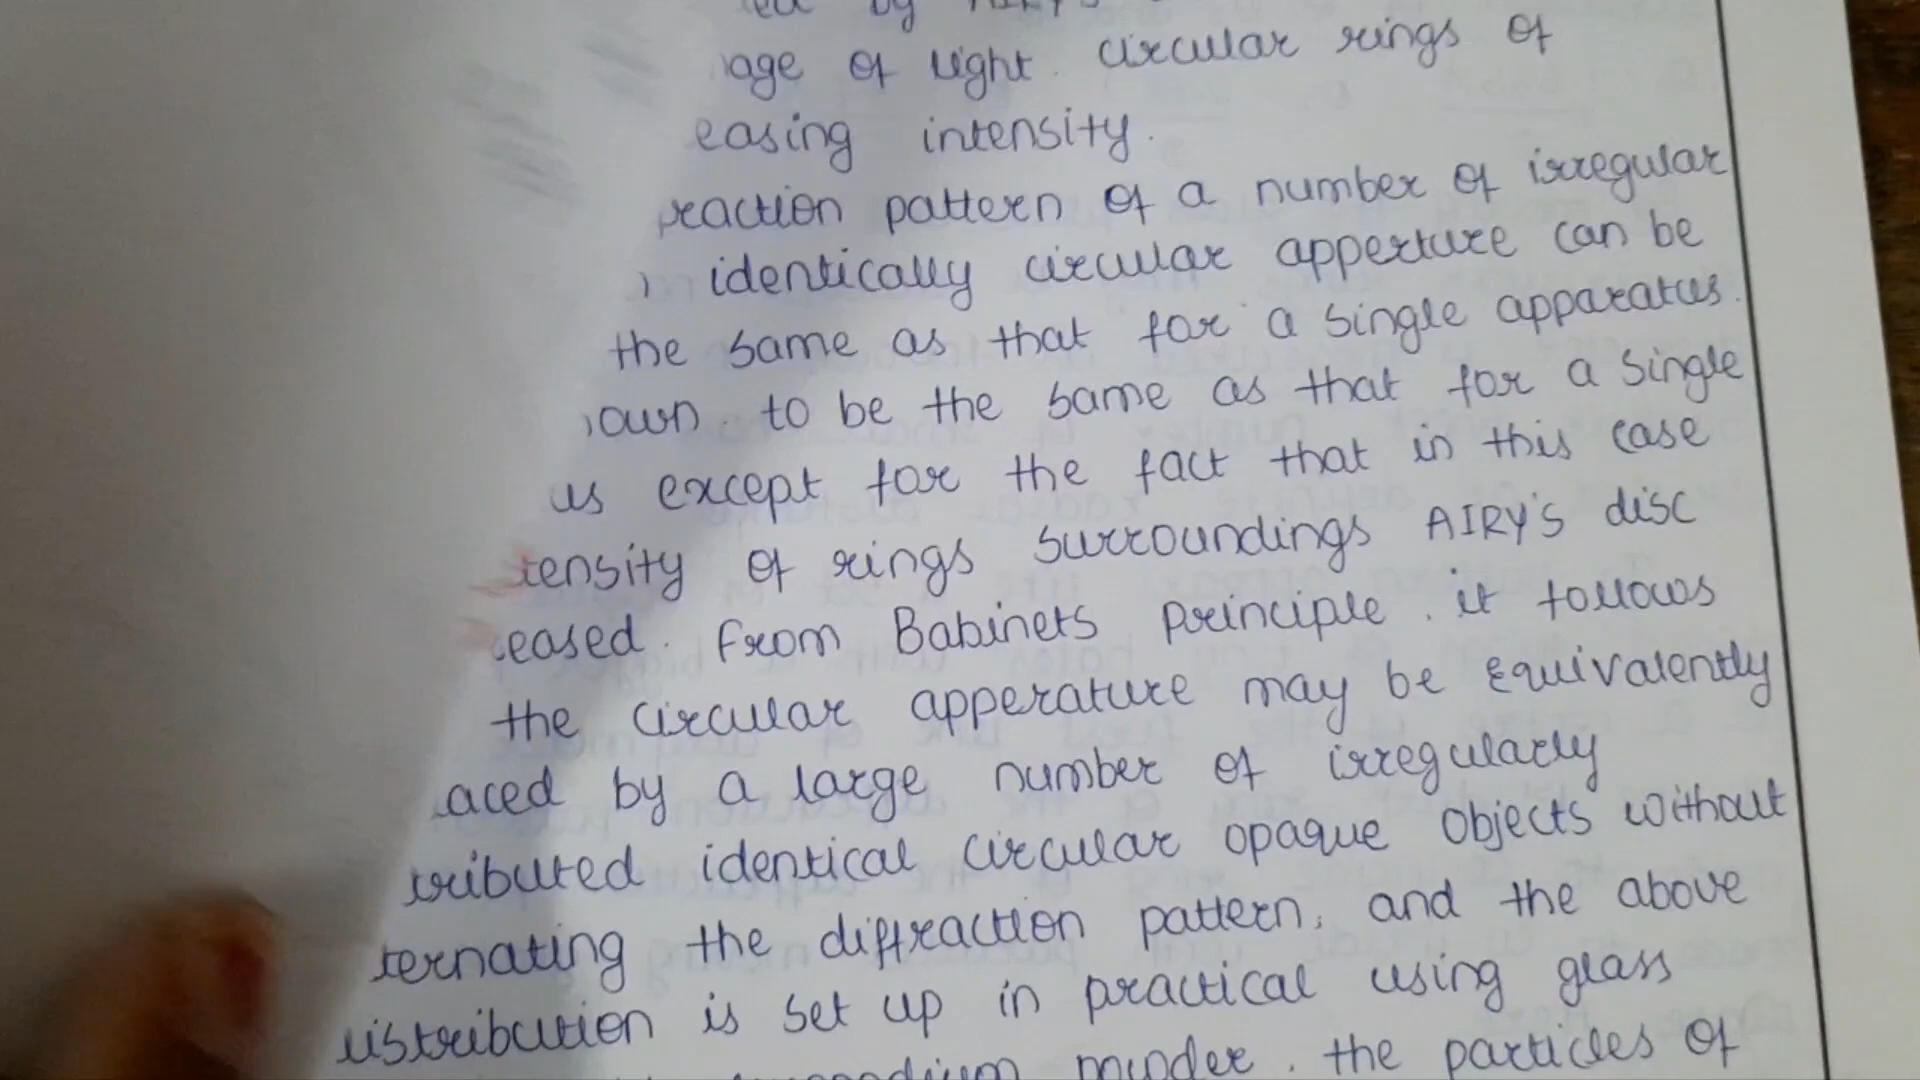 by
age of light. circular rings of
easing intensity.
reaction pattern of a number of irregular
identically circular apperture can be
the same as that for a single apparatus.
own to be the same as that for a single
us except for the fact that in this case
tensity of rings surroundings AIRY'S disc
eased. From Babinets principle. it follows
the circular apperature may be equivalently
aced by a large number of irregularly
tributed identical circular opaque objects without
ternating the diffraction pattern, and the above
istribution is set up in practical using glass
the particles of